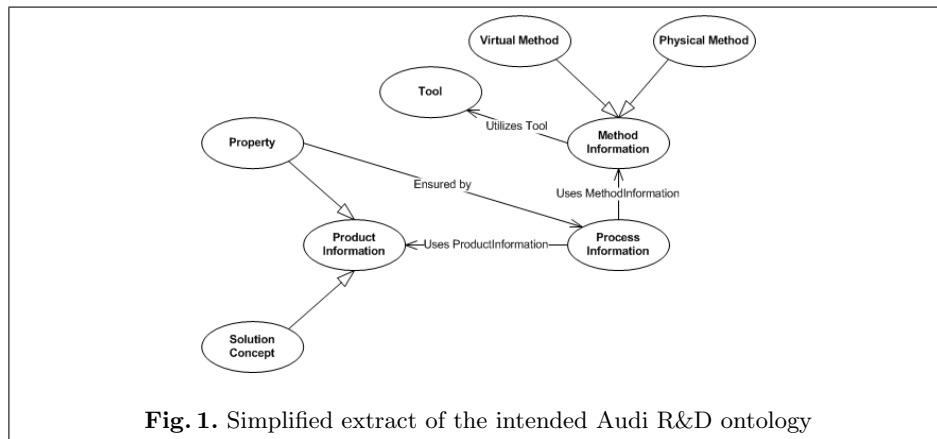 Virtual Method
Physical Method
Tool
Utilizes Tool
Method
Information
Property
Ensured by
Uses MethodInformation
Product
Information
Uses ProductInformation
Process
Information
Solution
Concept
Fig. 1. Simplified extract of the intended Audi R&D ontology